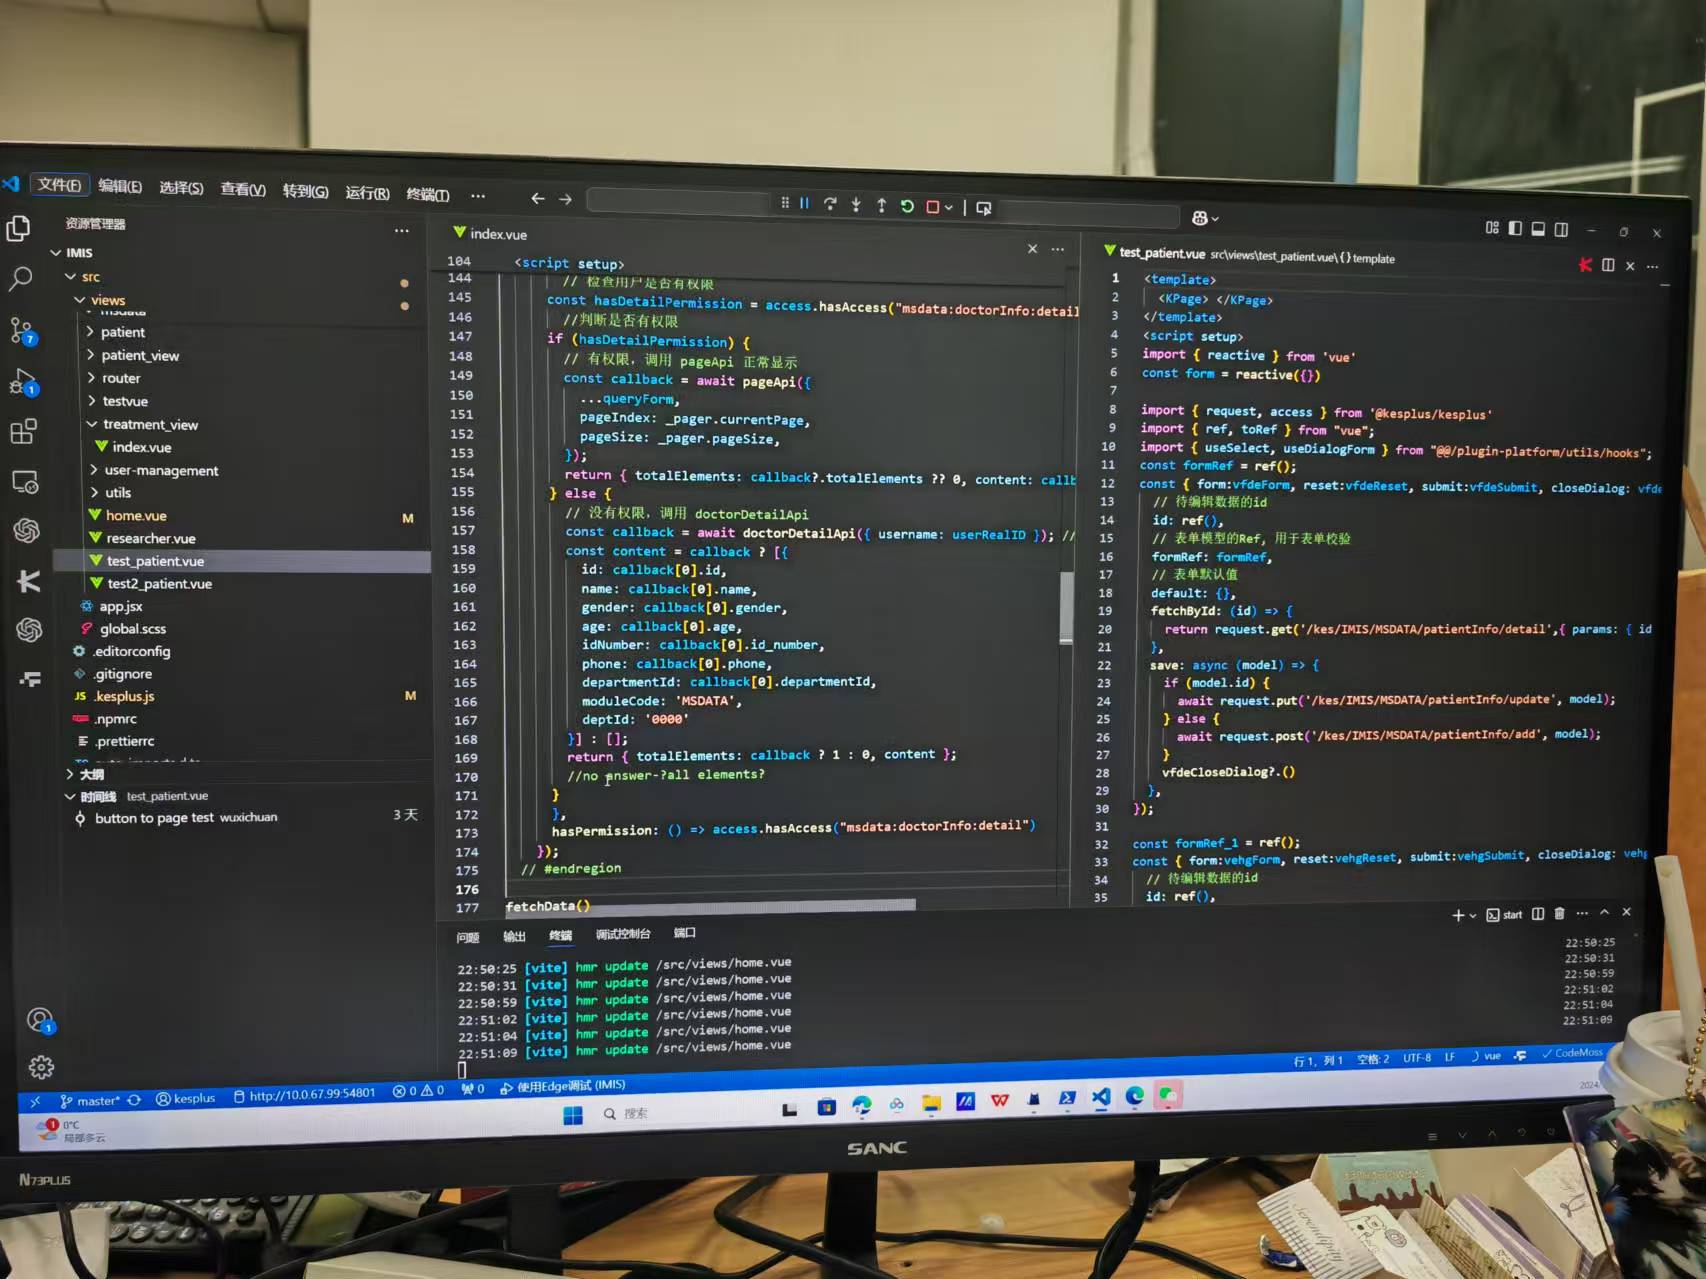 文件(F) 编辑(E) 选择(S) 查看(V) 转到(G) 运行(R) 终端(T) ···
资源管理器
IMIS
src
views
patient
patient_view
router
testvue
treatment_view
index.vue
user-management
utils
home.vue M
researcher.vue
test_patient.vue
test2_patient.vue
app.jsx
global.scss
.editorconfig
.gitignore
.kesplus.js M
.npmrc
.prettierrc
大纲
时间线 test_patient.vue
button to page test wuxichuan 3 天
7
1
1
index.vue
104 <script setup>
144 // 检查用户是否有权限
145 const hasDetailPermission = access.hasAccess("msdata:doctorInfo:detail
146 //判断是否有权限
147 if (hasDetailPermission) {
148 // 有权限，调用 pageApi 正常显示
149 const callback = await pageApi({
150 ...queryForm,
151 pageIndex: _pager.currentPage,
152 pageSize: _pager.pageSize,
153 });
154 return { totalElements: callback?.totalElements ?? 0, content: callb
155 } else {
156 // 没有权限，调用 doctorDetailApi
157 const callback = await doctorDetailApi({ username: userRealID }); //
158 const content = callback ? [{
159 id: callback[0].id,
160 name: callback[0].name,
161 gender: callback[0].gender,
162 age: callback[0].age,
163 idNumber: callback[0].id_number,
164 phone: callback[0].phone,
165 departmentId: callback[0].departmentId,
166 moduleCode: 'MSDATA',
167 deptId: '0000'
168 }] : [];
169 return { totalElements: callback ? 1 : 0, content };
170 //no answer-?all elements?
171 }
172 },
173 hasPermission: () => access.hasAccess("msdata:doctorInfo:detail")
174 });
175 // #endregion
176
177 fetchData()
test_patient.vue src\views\test_patient.vue\{} template
1 <template>
2 <KPage> </KPage>
3 </template>
4 <script setup>
5 import { reactive } from 'vue'
6 const form = reactive({})
7
8 import { request, access } from '@kesplus/kesplus'
9 import { ref, toRef } from "vue";
10 import { useSelect, useDialogForm } from "@@/plugin-platform/utils/hooks";
11 const formRef = ref();
12 const { form:vfdeForm, reset:vfdeReset, submit:vfdeSubmit, closeDialog: vfde
13 // 待编辑数据的id
14 id: ref(),
15 // 表单模型的Ref, 用于表单校验
16 formRef: formRef,
17 // 表单默认值
18 default: {},
19 fetchById: (id) => {
20 return request.get('/kes/IMIS/MSDATA/patientInfo/detail',{ params: { id
21 },
22 save: async (model) => {
23 if (model.id) {
24 await request.put('/kes/IMIS/MSDATA/patientInfo/update', model);
25 } else {
26 await request.post('/kes/IMIS/MSDATA/patientInfo/add', model);
27 }
28 vfdeCloseDialog?.()
29 },
30 });
31
32 const formRef_1 = ref();
33 const { form:vehgForm, reset:vehgReset, submit:vehgSubmit, closeDialog: vehg
34 // 待编辑数据的id
35 id: ref(),
问题 输出 终端 调试控制台 端口
start
22:50:25 [vite] hmr update /src/views/home.vue 22:50:25
22:50:31 [vite] hmr update /src/views/home.vue 22:50:31
22:50:59 [vite] hmr update /src/views/home.vue 22:50:59
22:51:02 [vite] hmr update /src/views/home.vue 22:51:02
22:51:04 [vite] hmr update /src/views/home.vue 22:51:04
22:51:09 [vite] hmr update /src/views/home.vue 22:51:09
master* kesplus http://10.0.67.99:54801 0 0 0 使用Edge调试 (IMIS) 行 1, 列 1 空格: 2 UTF-8 LF vue CodeMoss
1 0°C
局部多云
搜索
2024/
SANC
N73PLUS
Serendipity